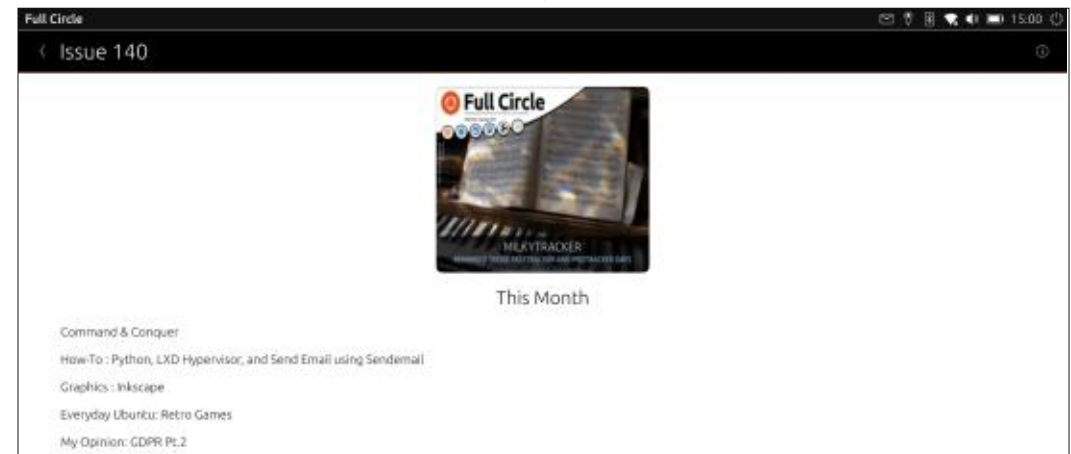 Full Circle
15:00
Issue 140
Full Circle
MILKYTRACKER
This Month
Command & Conquer
How-To : Python, LXD Hypervisor, and Send Email using Sendemail
Graphics : Inkscape
Everyday Ubuntu: Retro Games
My Opinion: GDPR Pt.2